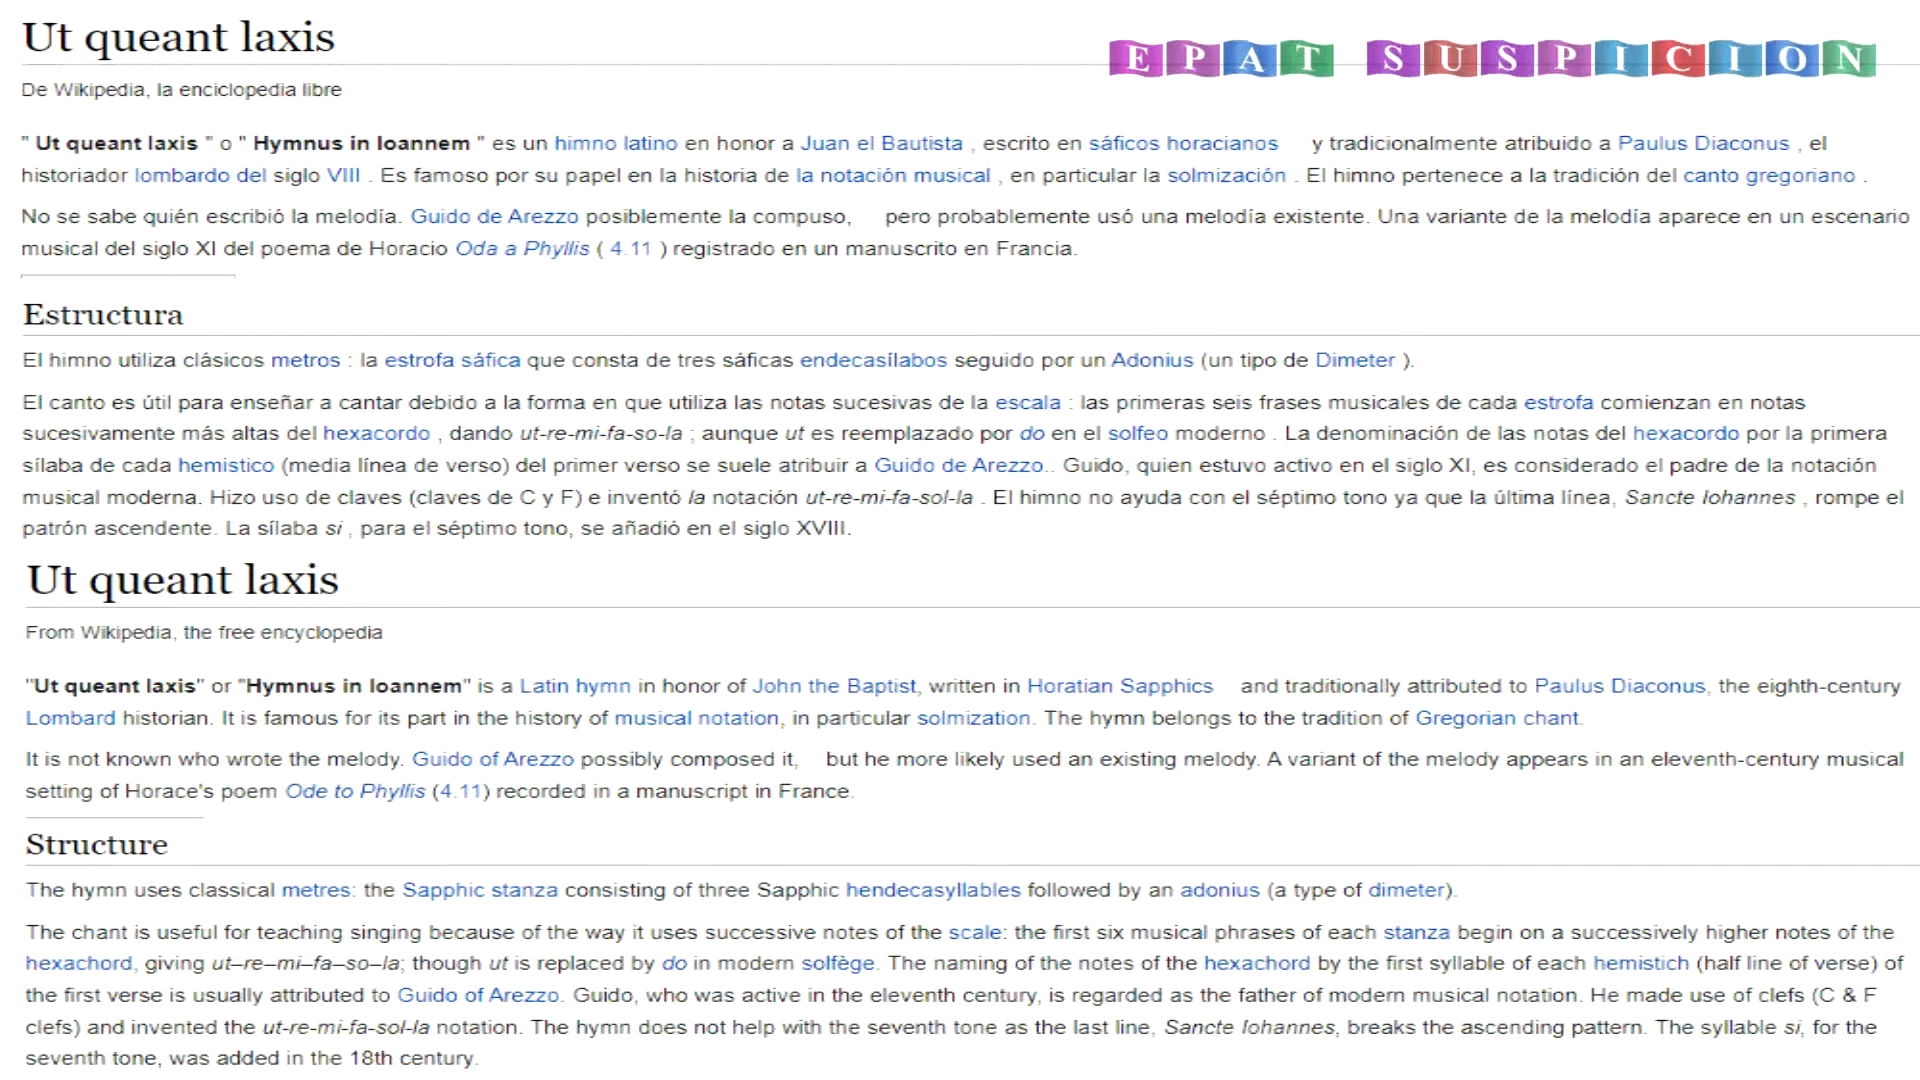 Ut queant laxis
EPAT SUSPICION
De Wikipedia, la enciclopedia libre
" Ut queant laxis " o " Hymnus in Ioannem " es un himno latino en honor a Juan el Bautista , escrito en sáficos horacianos y tradicionalmente atribuido a Paulus Diaconus , el
historiador lombardo del siglo VIII . Es famoso por su papel en la historia de la notación musical , en particular la solmización . El himno pertenece a la tradición del canto gregoriano .
No se sabe quién escribió la melodía. Guido de Arezzo posiblemente la compuso, pero probablemente usó una melodía existente. Una variante de la melodía aparece en un escenario
musical del siglo XI del poema de Horacio Oda a Phyllis ( 4.11 ) registrado en un manuscrito en Francia.
Estructura
El himno utiliza clásicos metros : la estrofa sáfica que consta de tres sáficas endecasílabos seguido por un Adonius (un tipo de Dimeter ).
El canto es útil para enseñar a cantar debido a la forma en que utiliza las notas sucesivas de la escala : las primeras seis frases musicales de cada estrofa comienzan en notas
sucesivamente más altas del hexacordo , dando ut-re-mi-fa-so-la ; aunque ut es reemplazado por do en el solfeo moderno . La denominación de las notas del hexacordo por la primera
sílaba de cada hemistico (media línea de verso) del primer verso se suele atribuir a Guido de Arezzo.. Guido, quien estuvo activo en el siglo XI, es considerado el padre de la notación
musical moderna. Hizo uso de claves (claves de C y F) e inventó la notación ut-re-mi-fa-sol-la . El himno no ayuda con el séptimo tono ya que la última línea, Sancte Iohannes , rompe el
patrón ascendente. La sílaba si , para el séptimo tono, se añadió en el siglo XVIII.
Ut queant laxis
From Wikipedia, the free encyclopedia
"Ut queant laxis" or "Hymnus in Ioannem" is a Latin hymn in honor of John the Baptist, written in Horatian Sapphics and traditionally attributed to Paulus Diaconus, the eighth-century
Lombard historian. It is famous for its part in the history of musical notation, in particular solmization. The hymn belongs to the tradition of Gregorian chant.
It is not known who wrote the melody. Guido of Arezzo possibly composed it, but he more likely used an existing melody. A variant of the melody appears in an eleventh-century musical
setting of Horace's poem Ode to Phyllis (4.11) recorded in a manuscript in France.
Structure
The hymn uses classical metres: the Sapphic stanza consisting of three Sapphic hendecasyllables followed by an adonius (a type of dimeter).
The chant is useful for teaching singing because of the way it uses successive notes of the scale: the first six musical phrases of each stanza begin on a successively higher notes of the
hexachord, giving ut–re–mi–fa–so–la; though ut is replaced by do in modern solfège. The naming of the notes of the hexachord by the first syllable of each hemistich (half line of verse) of
the first verse is usually attributed to Guido of Arezzo. Guido, who was active in the eleventh century, is regarded as the father of modern musical notation. He made use of clefs (C & F
clefs) and invented the ut-re-mi-fa-sol-la notation. The hymn does not help with the seventh tone as the last line, Sancte Iohannes, breaks the ascending pattern. The syllable si, for the
seventh tone, was added in the 18th century.